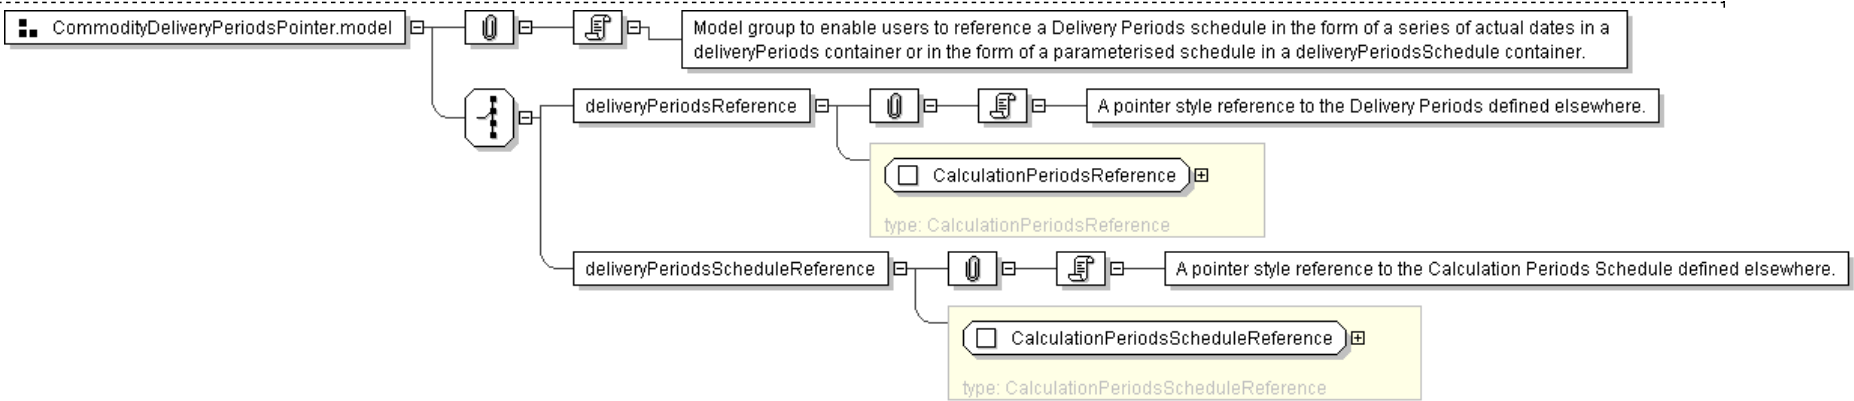 CommodityDeliveryPeriodsPointer.model
Model group to enable users to reference a Delivery Periods schedule in the form of a series of actual dates in a
deliveryPeriods container or in the form of a parameterised schedule in a deliveryPeriodsSchedule container.
deliveryPeriodsReference
A pointer style reference to the Delivery Periods defined elsewhere.
CalculationPeriodsReference
type: CalculationPeriodsReference
deliveryPeriodsScheduleReference
A pointer style reference to the Calculation Periods Schedule defined elsewhere.
CalculationPeriodsScheduleReference
type: CalculationPeriodsScheduleReference